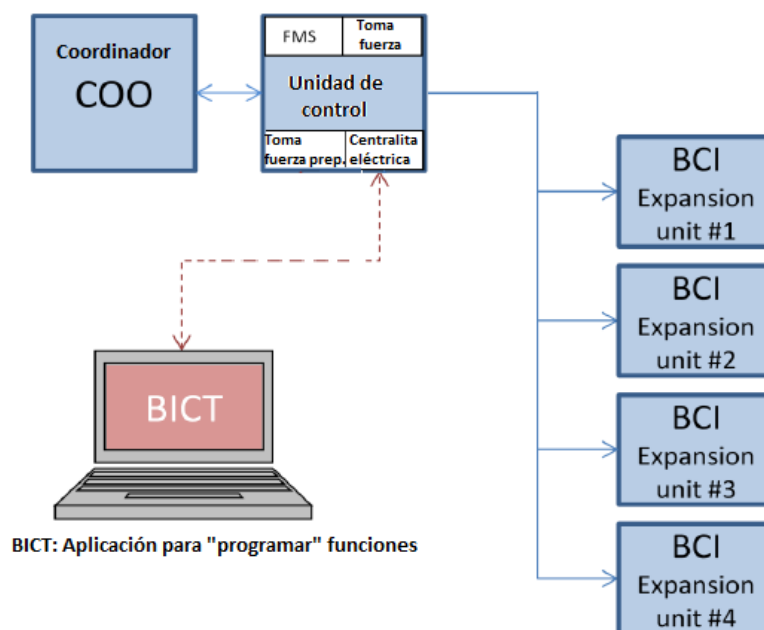 Coordinador
COO
FMS
Toma
fuerza
Unidad de
control
Toma
fuerza prep.
Centralita
eléctrica
BCI
Expansion
unit #1
BCI
Expansion
unit #2
BCI
Expansion
unit #3
BCI
Expansion
unit #4
BICT
BICT: Aplicación para "programar" funciones